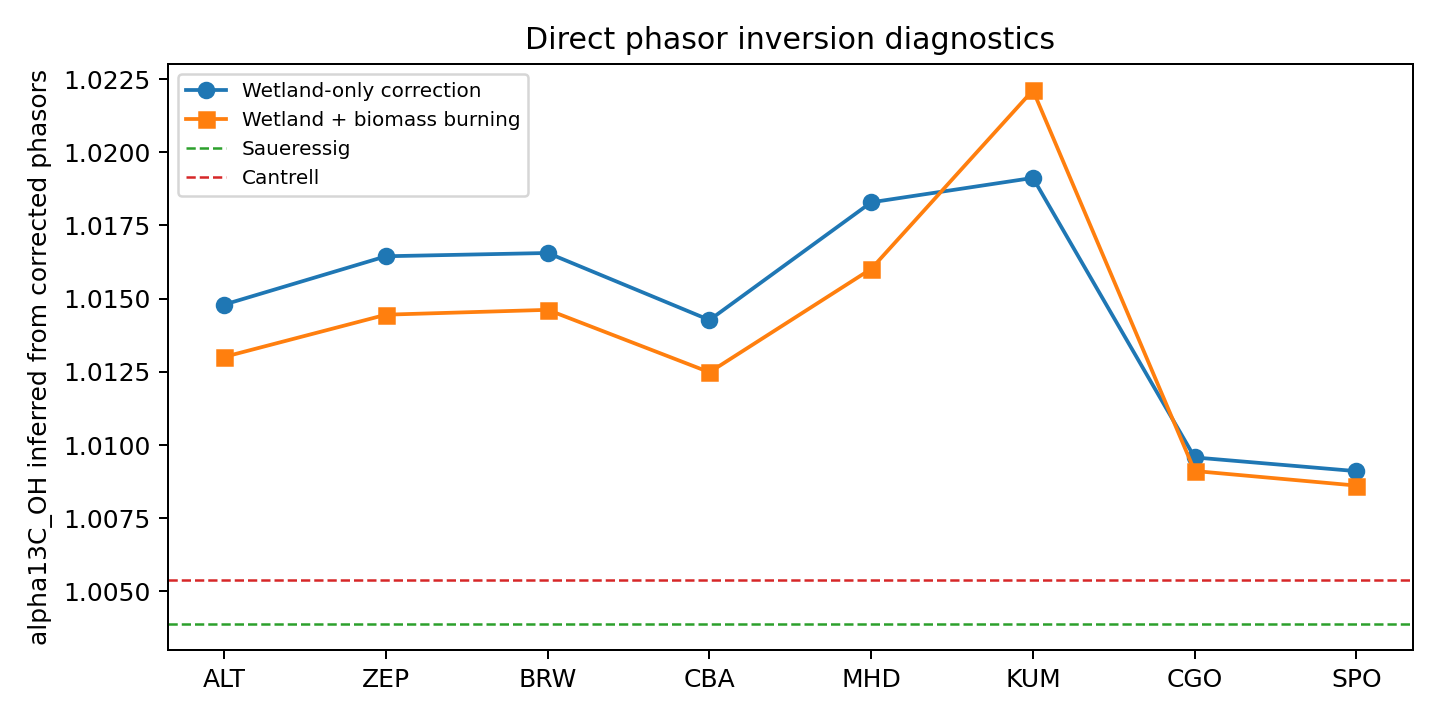 Direct phasor inversion diagnostics
alpha13C_OH inferred from corrected phasors
1.0225
1.0200
1.0175
1.0150
1.0125
1.0100
1.0075
1.0050
Wetland-only correction
Wetland + biomass burning
Saueressig
Cantrell
ALT ZEP BRW CBA MHD KUM CGO SPO